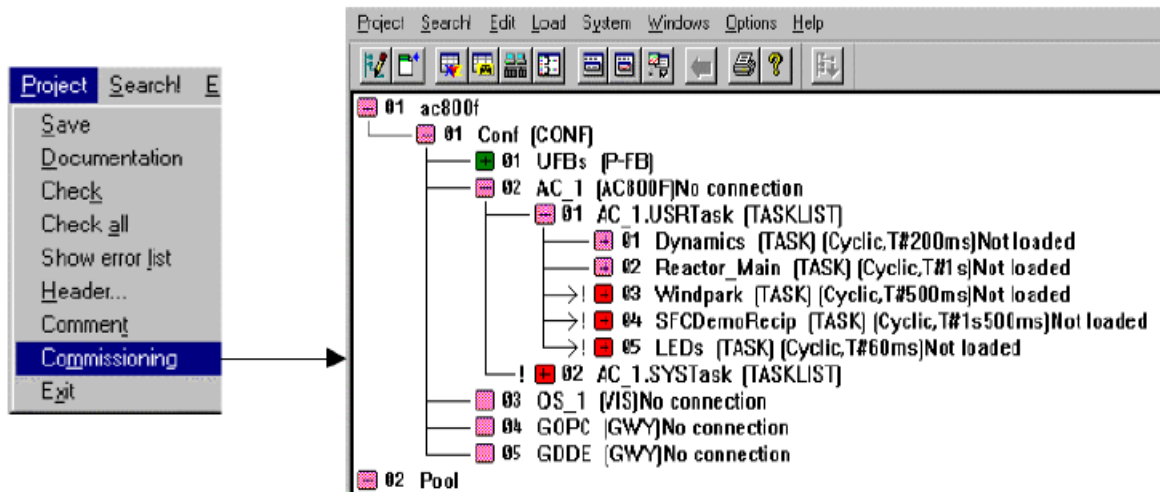 Project Search! E
Save
Documentation
Check
Check all
Show error list
Header...
Comment
Commissioning
Exit
Project Search! Edit Load System Windows Options Help
01 ac800f
01 Conf (CONF)
01 UFBs (P-FB)
02 AC_1 (AC800F)No connection
01 AC_1.USRTask (TASKLIST)
01 Dynamics (TASK) (Cyclic,T#200ms)Not loaded
02 Reactor_Main (TASK) (Cyclic,T#1s)Not loaded
! 03 Windpark (TASK) (Cyclic,T#500ms)Not loaded
! 04 SFCDemoRecip (TASK) (Cyclic,T#1s500ms)Not loaded
! 05 LEDs (TASK) (Cyclic,T#60ms)Not loaded
! 02 AC_1.SYSTask (TASKLIST)
03 OS_1 (VIS)No connection
04 GOPC (GWY)No connection
05 GDDE (GWY)No connection
02 Pool